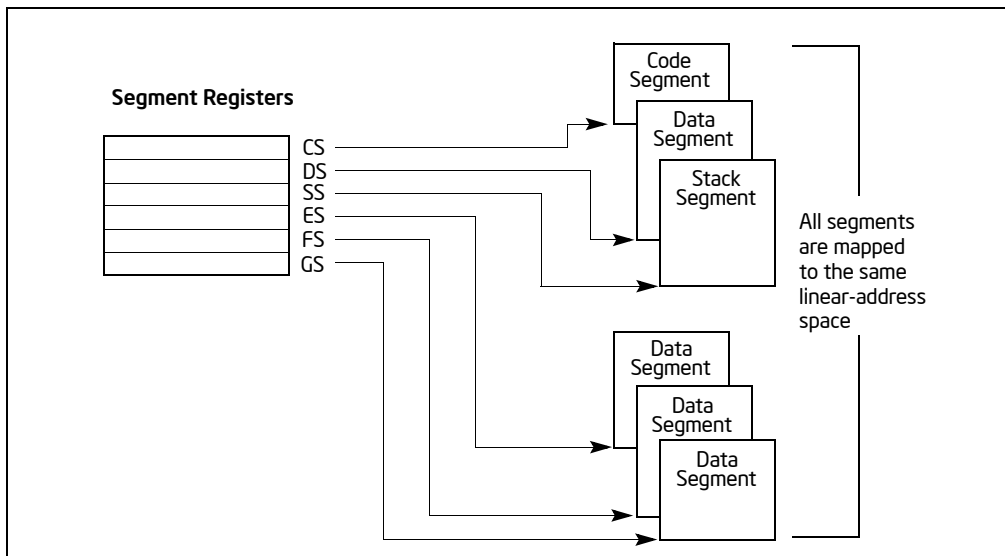 Segment Registers
CS
DS
SS
ES
FS
GS
Code
Segment
Data
Segment
Stack
Segment
Data
Segment
Data
Segment
Data
Segment
All segments
are mapped
to the same
linear-address
space